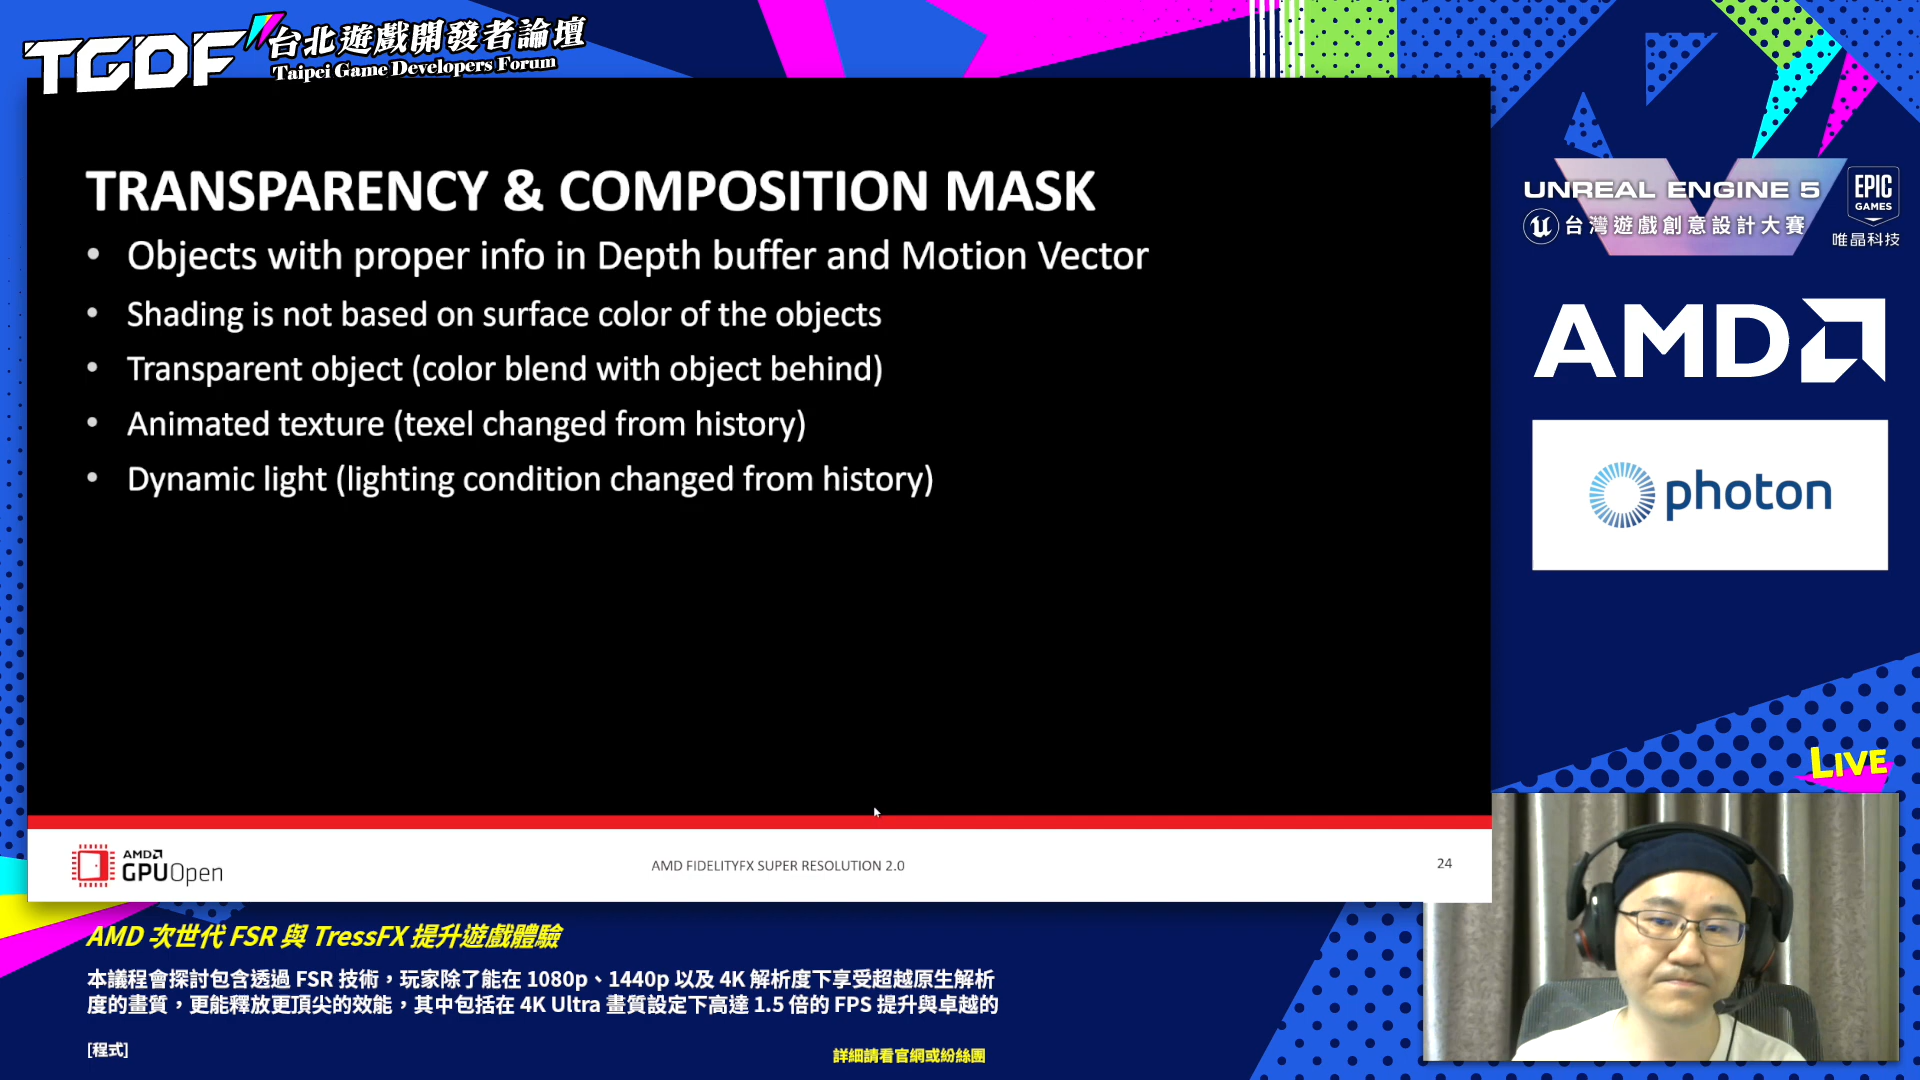 TGDF 台北遊戲開發者論壇
Taipei Game Developers Forum
TRANSPARENCY & COMPOSITION MASK
• Objects with proper info in Depth buffer and Motion Vector
• Shading is not based on surface color of the objects
• Transparent object (color blend with object behind)
• Animated texture (texel changed from history)
• Dynamic light (lighting condition changed from history)
AMD
GPUOpen
AMD FIDELITYFX SUPER RESOLUTION 2.0
24
UNREAL ENGINE 5
台灣遊戲創意設計大賽
EPIC
GAMES
唯晶科技
AMD
photon
LIVE
AMD 次世代 FSR 與 TressFX 提升遊戲體驗
本議程會探討包含透過 FSR 技術，玩家除了能在 1080p、1440p 以及 4K 解析度下享受超越原生解析
度的畫質，更能釋放更頂尖的效能，其中包括在 4K Ultra 畫質設定下高達 1.5 倍的 FPS 提升與卓越的
[程式]
詳細請看官網或紛絲團